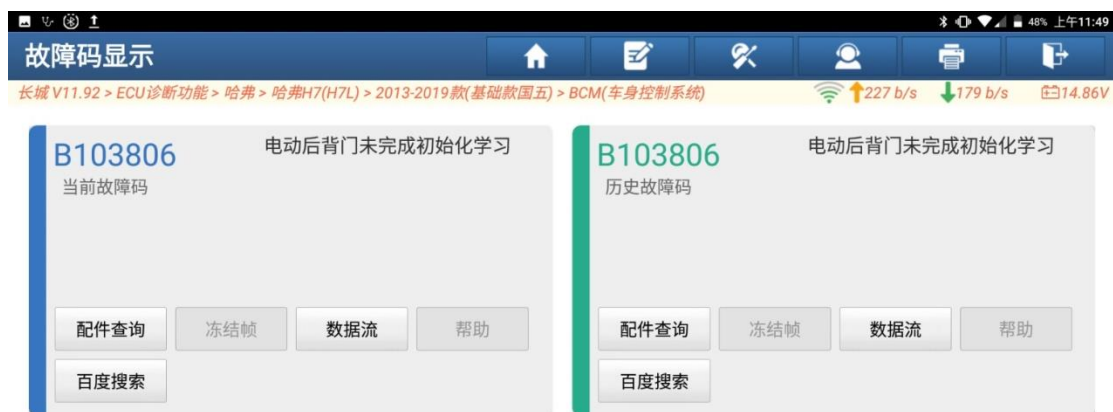 48% 上午11:49
故障码显示
长城 V11.92 > ECU诊断功能 > 哈弗 > 哈弗H7(H7L) > 2013-2019款(基础款国五) > BCM(车身控制系统) 227 b/s 179 b/s 14.86V
B103806 电动后背门未完成初始化学习
当前故障码
配件查询 冻结帧 数据流 帮助
百度搜索
B103806 电动后背门未完成初始化学习
历史故障码
配件查询 冻结帧 数据流 帮助
百度搜索